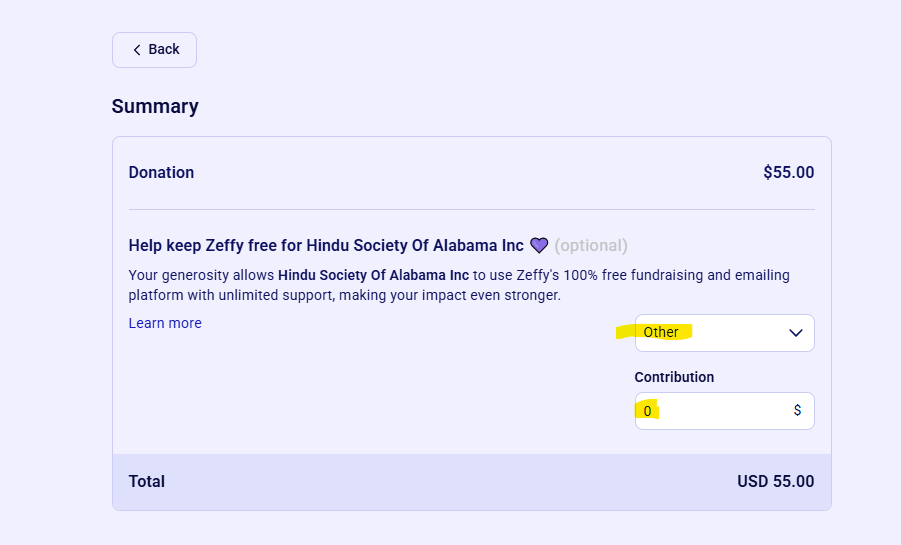 Back
Summary
Donation $55.00
Help keep Zeffy free for Hindu Society Of Alabama Inc 💜 (optional)
Your generosity allows Hindu Society Of Alabama Inc to use Zeffy's 100% free fundraising and emailing
platform with unlimited support, making your impact even stronger.
Learn more
Other
Contribution
0 $
Total USD 55.00